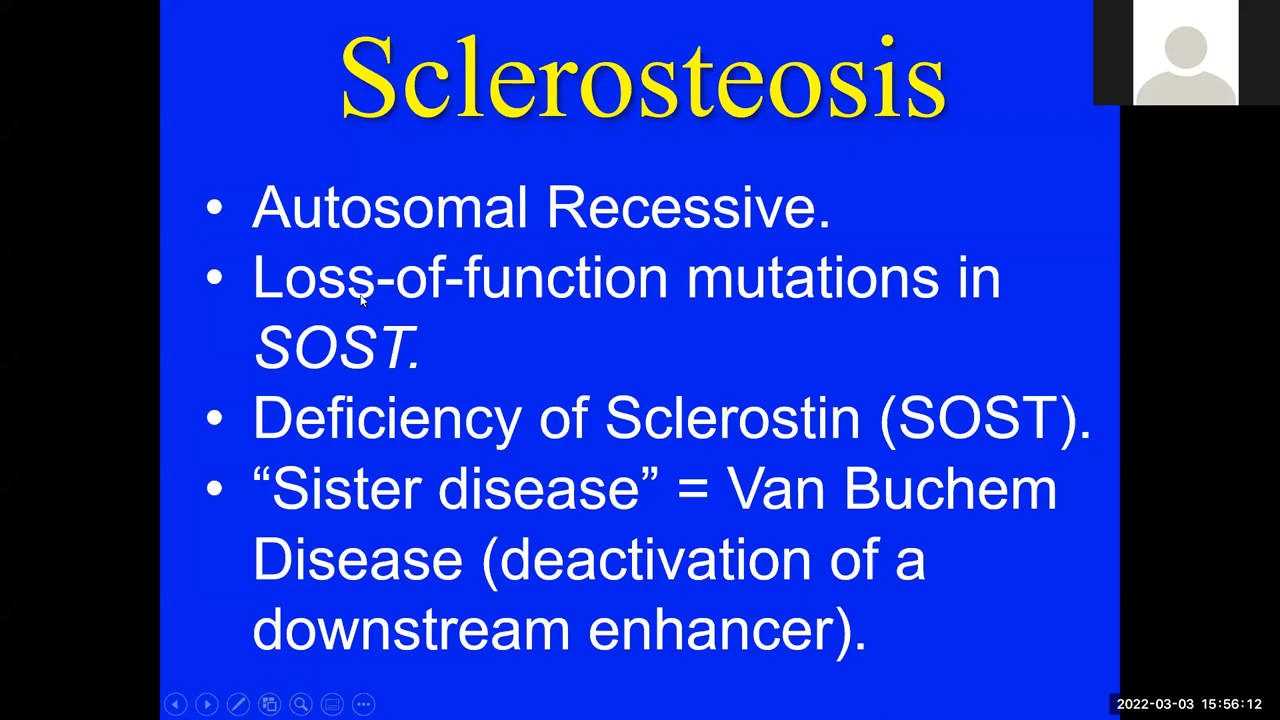 Sclerosteosis
• Autosomal Recessive.
• Loss-of-function mutations in
SOST.
• Deficiency of Sclerostin (SOST).
• “Sister disease” = Van Buchem
Disease (deactivation of a
downstream enhancer).
2022-03-03 15:56:12